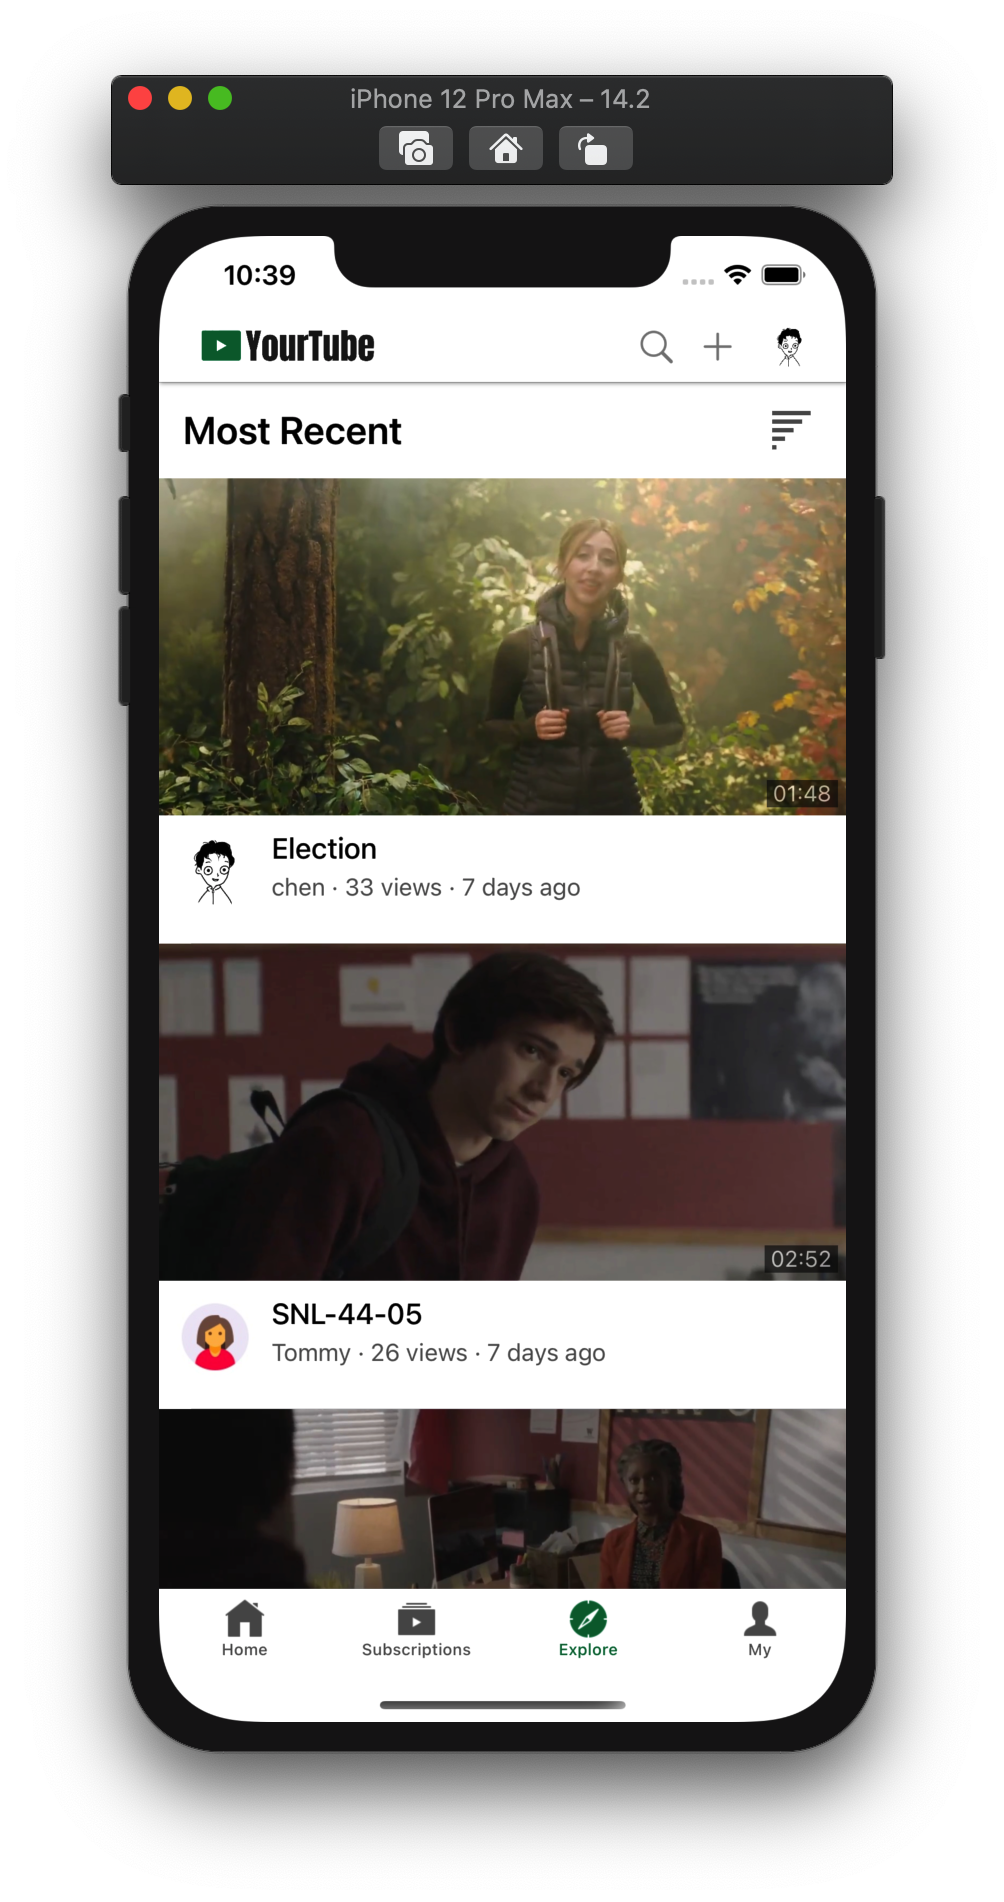 iPhone 12 Pro Max – 14.2
10:39
YourTube
Most Recent
01:48
Election
chen · 33 views · 7 days ago
02:52
SNL-44-05
Tommy · 26 views · 7 days ago
Home
Subscriptions
Explore
My